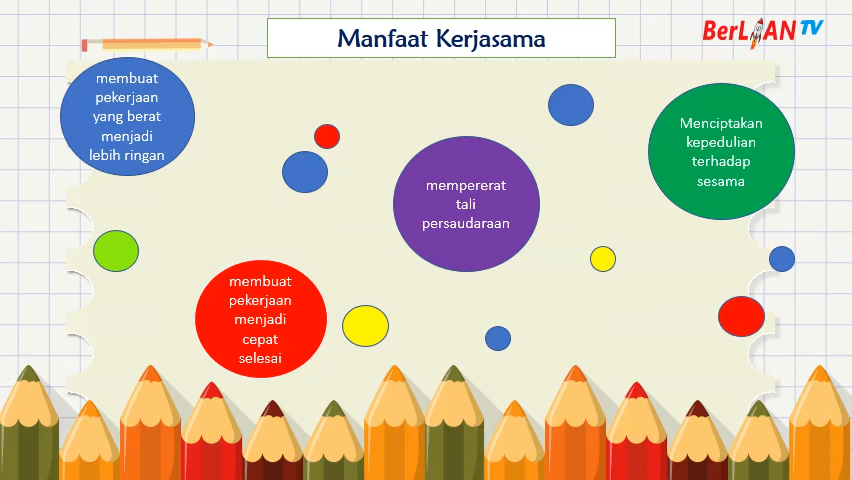 Manfaat Kerjasama
BerLIAN TV
membuat
pekerjaan
yang berat
menjadi
lebih ringan
Menciptakan
kepedulian
terhadap
sesama
mempererat
tali
persaudaraan
membuat
pekerjaan
menjadi
cepat
selesai